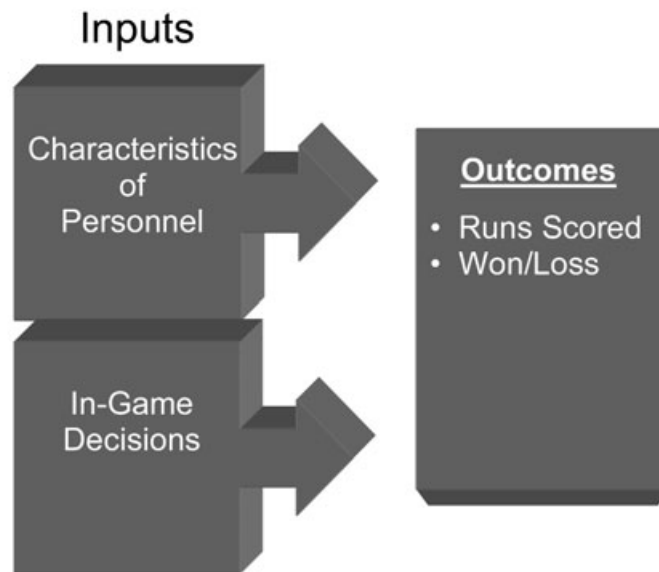 Inputs
Characteristics
of
Personnel
In-Game
Decisions
Outcomes
• Runs Scored
• Won/Loss